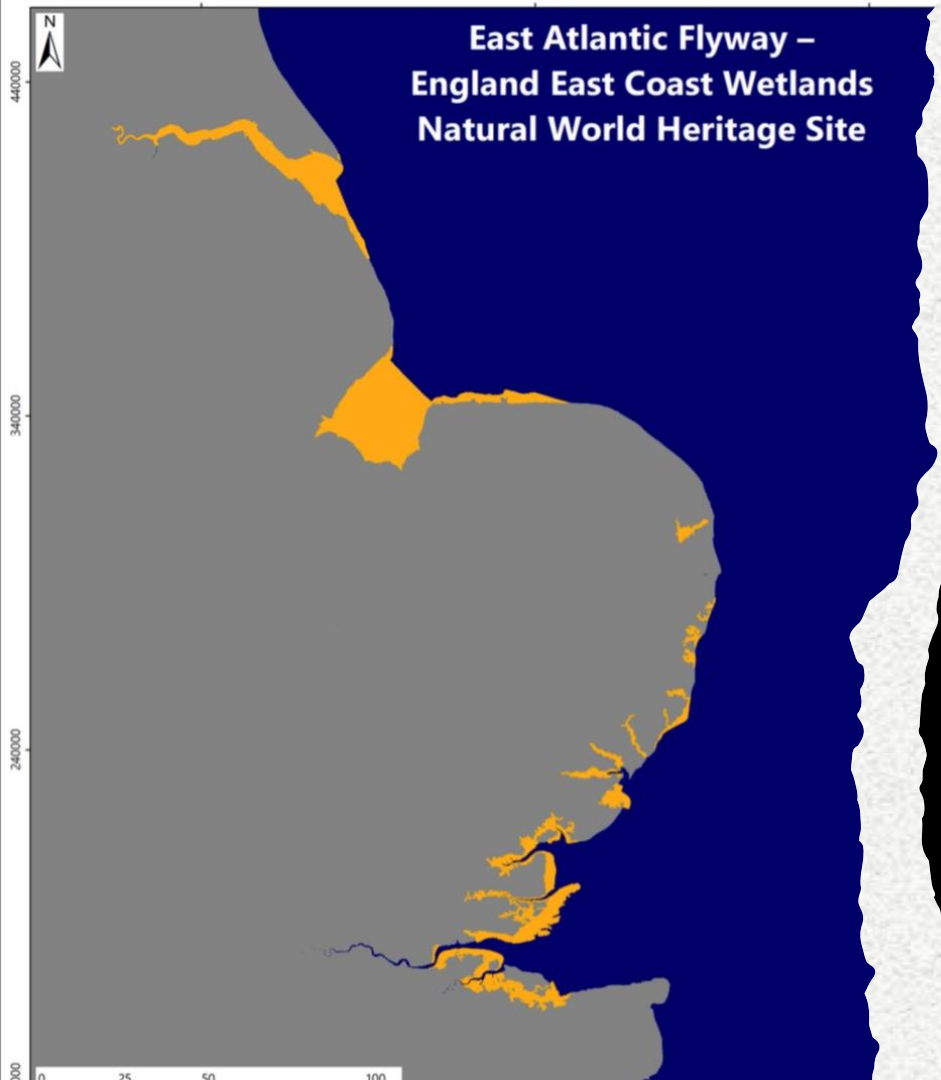 N
East Atlantic Flyway –
England East Coast Wetlands
Natural World Heritage Site
440000
340000
240000
0 25 50 100